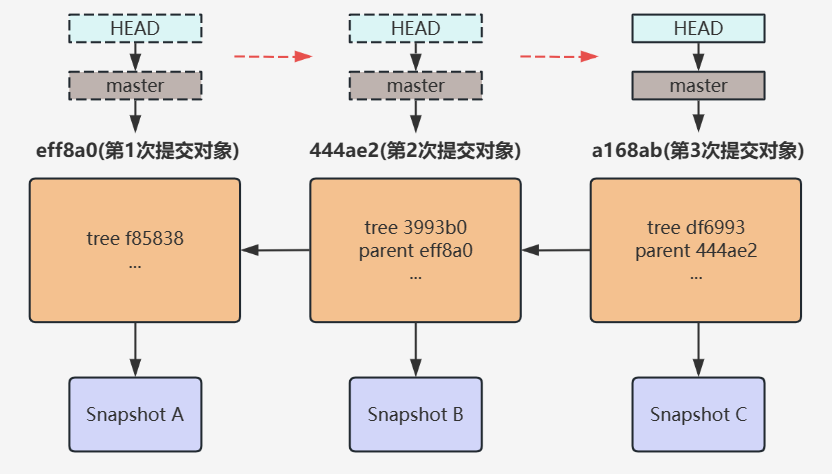 HEAD
HEAD
HEAD
master
master
master
eff8a0(第1次提交对象)
444ae2(第2次提交对象)
a168ab(第3次提交对象)
tree f85838
...
tree 3993b0
parent eff8a0
...
tree df6993
parent 444ae2
...
Snapshot A
Snapshot B
Snapshot C